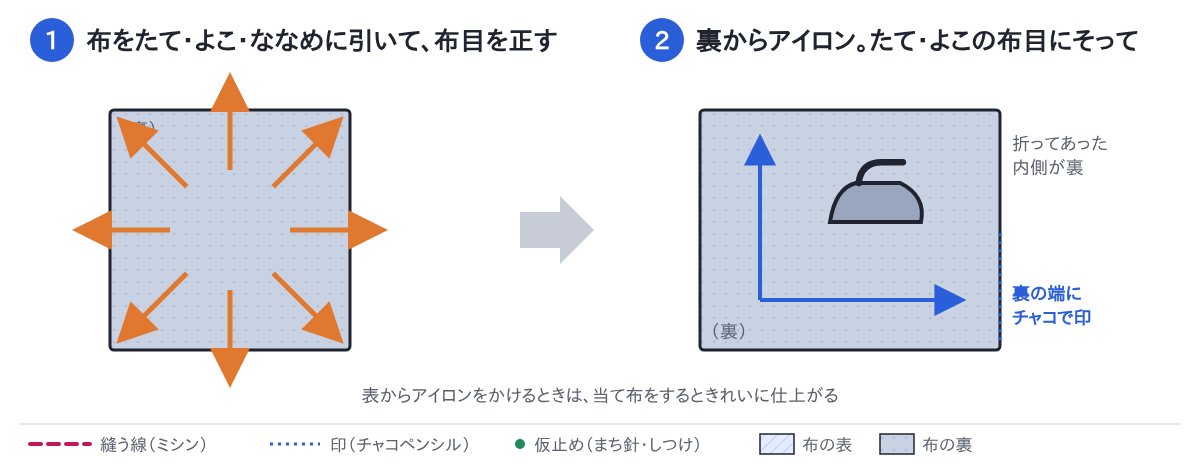 1 布をたて・よこ・ななめに引いて、布目を正す
2 裏からアイロン。たて・よこの布目にそって
折ってあった
内側が裏
裏の端に
チャコで印
(裏)
表からアイロンをかけるときは、当て布をするときれいに仕上がる
縫う線(ミシン) 印(チャコペンシル) 仮止め(まち針・しつけ) 布の表 布の裏